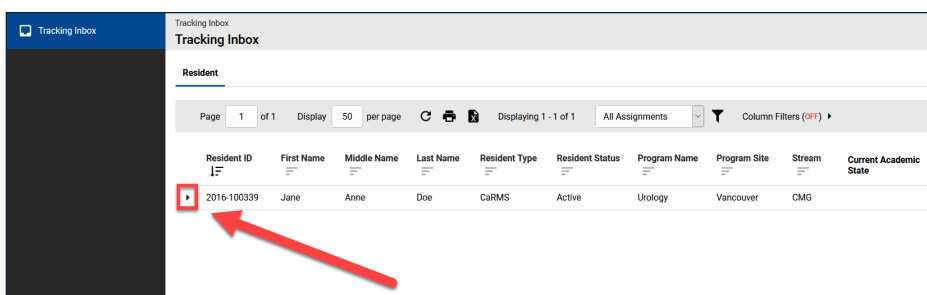 Tracking Inbox
Tracking Inbox
Tracking Inbox
Resident
Page 1 of 1 Display 50 per page Displaying 1 - 1 of 1 All Assignments Column Filters (OFF)
Resident ID First Name Middle Name Last Name Resident Type Resident Status Program Name Program Site Stream Current Academic State
2016-100339 Jane Anne Doe CaRMS Active Urology Vancouver CMG